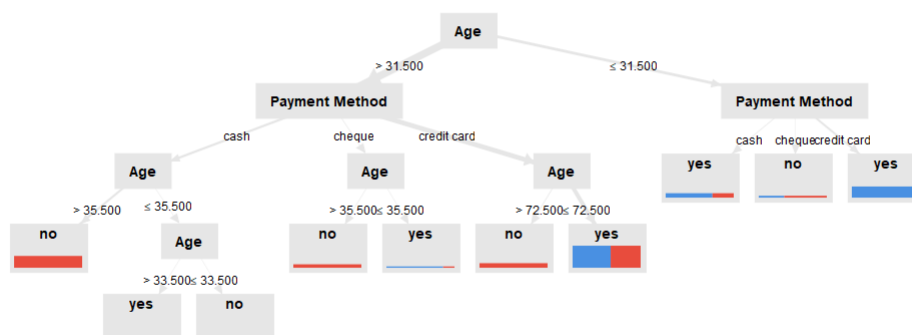 Age
> 31.500
≤ 31.500
Payment Method
Payment Method
cash
cheque
credit card
cash
cheque
credit card
Age
Age
Age
yes
no
yes
> 35.500
≤ 35.500
> 35.500
≤ 35.500
> 72.500
≤ 72.500
no
Age
no
yes
no
yes
> 33.500
≤ 33.500
yes
no